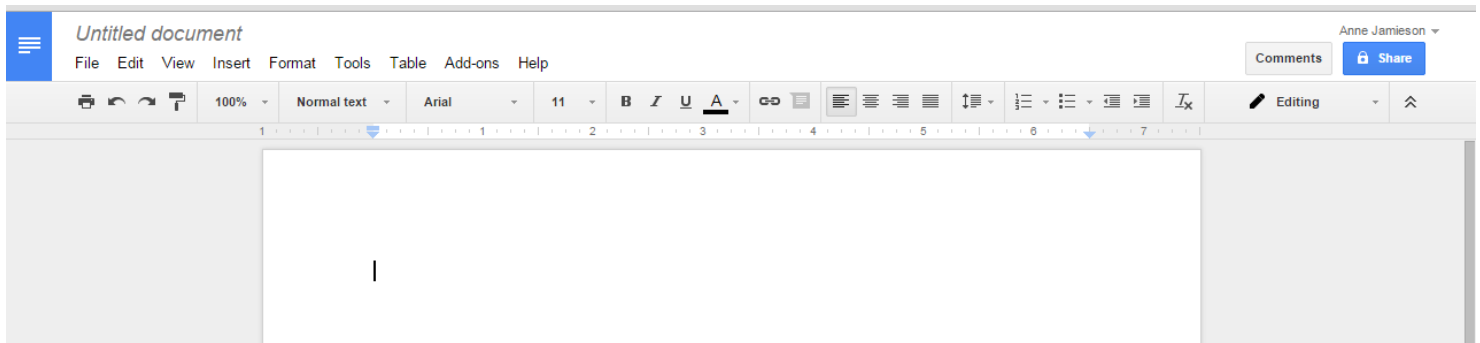 Untitled document
Anne Jamieson
File Edit View Insert Format Tools Table Add-ons Help
Comments Share
100% Normal text Arial 11 B I U A Editing
1 1 2 3 4 5 6 7